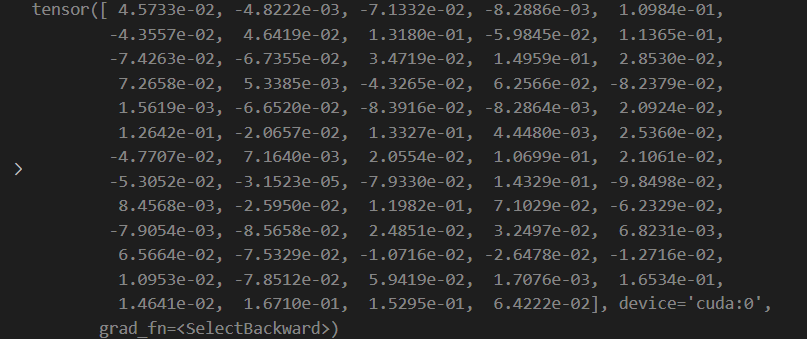 tensor([ 4.5733e-02, -4.8222e-03, -7.1332e-02, -8.2886e-03,  1.0984e-01,
-4.3557e-02,  4.6419e-02,  1.3180e-01, -5.9845e-02,  1.1365e-01,
-7.4263e-02, -6.7355e-02,  3.4719e-02,  1.4959e-01,  2.8530e-02,
7.2658e-02,  5.3385e-03, -4.3265e-02,  6.2566e-02, -8.2379e-02,
1.5619e-03, -6.6520e-02, -8.3916e-02, -8.2864e-03,  2.0924e-02,
1.2642e-01, -2.0657e-02,  1.3327e-01,  4.4480e-03,  2.5360e-02,
-4.7707e-02,  7.1640e-03,  2.0554e-02,  1.0699e-01,  2.1061e-02,
-5.3052e-02, -3.1523e-05, -7.9330e-02,  1.4329e-01, -9.8498e-02,
8.4568e-03, -2.5950e-02,  1.1982e-01,  7.1029e-02, -6.2329e-02,
-7.9054e-03, -8.5658e-02,  2.4851e-02,  3.2497e-02,  6.8231e-03,
6.5664e-02, -7.5329e-02, -1.0716e-02, -2.6478e-02, -1.2716e-02,
1.0953e-02, -7.8512e-02,  5.9419e-02,  1.7076e-03,  1.6534e-01,
1.4641e-02,  1.6710e-01,  1.5295e-01,  6.4222e-02], device='cuda:0',
grad_fn=<SelectBackward>)